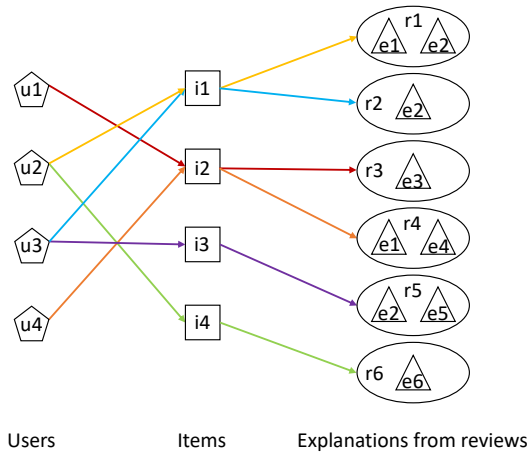 r1
e1 e2
u1 i1
r2 e2
u2 i2
r3 e3
r4
e1 e4
u3 i3
r5
e2 e5
u4 i4
r6 e6
Users Items Explanations from reviews